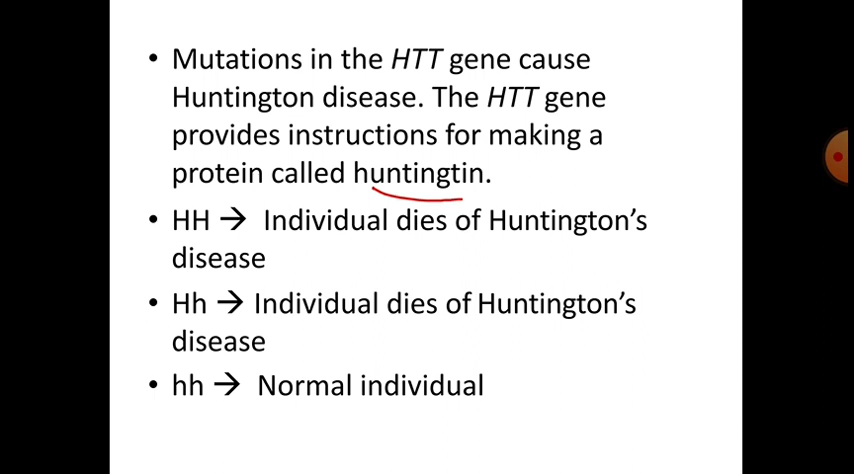 • Mutations in the HTT gene cause
Huntington disease. The HTT gene
provides instructions for making a
protein called huntingtin.
• HH → Individual dies of Huntington’s
disease
• Hh → Individual dies of Huntington’s
disease
• hh → Normal individual